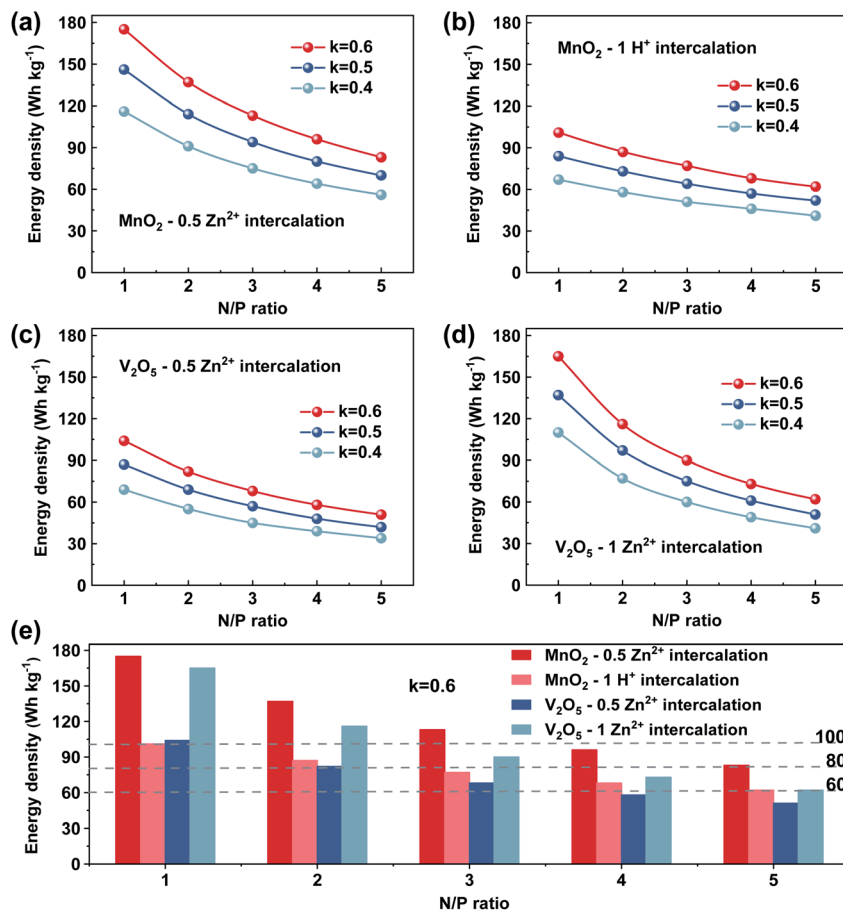 (a)
180
150
120
90
60
30
0
Energy density (Wh kg⁻¹)
k=0.6
k=0.5
k=0.4
MnO₂ - 0.5 Zn²⁺ intercalation
1 2 3 4 5
N/P ratio
(b)
180
150
120
90
60
30
0
Energy density (Wh kg⁻¹)
MnO₂ - 1 H⁺ intercalation
k=0.6
k=0.5
k=0.4
1 2 3 4 5
N/P ratio
(c)
180
150
120
90
60
30
0
Energy density (Wh kg⁻¹)
V₂O₅ - 0.5 Zn²⁺ intercalation
k=0.6
k=0.5
k=0.4
1 2 3 4 5
N/P ratio
(d)
180
150
120
90
60
30
0
Energy density (Wh kg⁻¹)
k=0.6
k=0.5
k=0.4
V₂O₅ - 1 Zn²⁺ intercalation
1 2 3 4 5
N/P ratio
(e)
180
150
120
90
60
30
0
Energy density (Wh kg⁻¹)
k=0.6
MnO₂ - 0.5 Zn²⁺ intercalation
MnO₂ - 1 H⁺ intercalation
V₂O₅ - 0.5 Zn²⁺ intercalation
V₂O₅ - 1 Zn²⁺ intercalation
100
80
60
1 2 3 4 5
N/P ratio